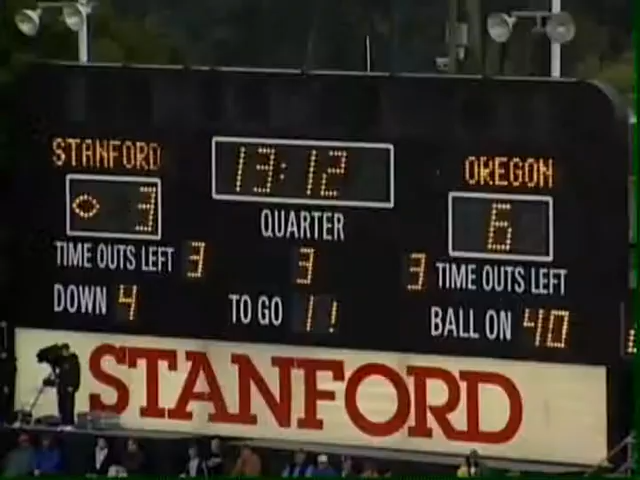 STANFORD 13:12 OREGON
3 QUARTER 6
TIME OUTS LEFT 3 3 3 TIME OUTS LEFT
DOWN 4 TO GO 11 BALL ON 40
STANFORD